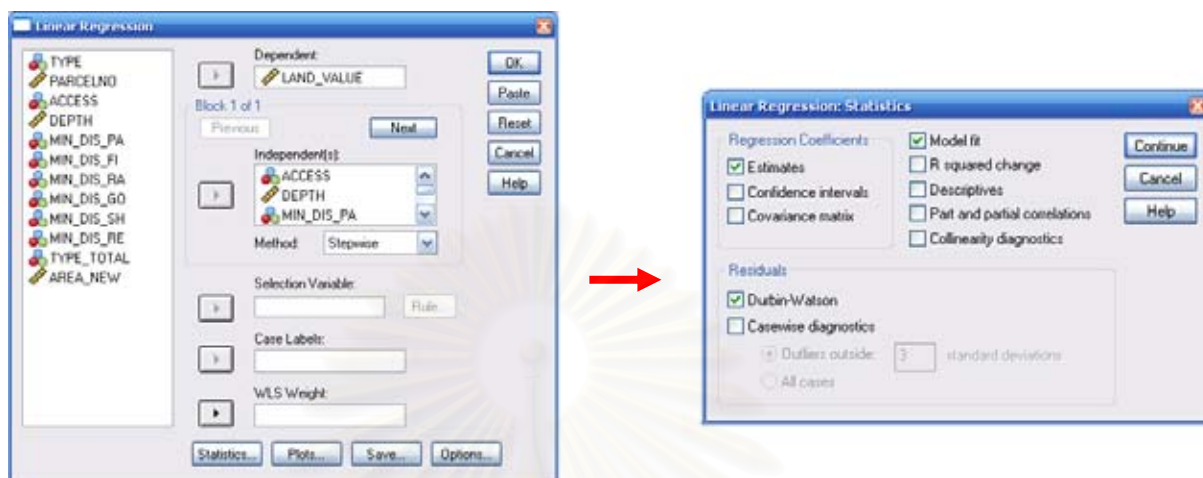 Linear Regression
TYPE
PARCELNO
ACCESS
DEPTH
MIN_DIS_PA
MIN_DIS_FI
MIN_DIS_RA
MIN_DIS_GO
MIN_DIS_SH
MIN_DIS_RE
TYPE_TOTAL
AREA_NEW
Dependent:
LAND_VALUE
Block 1 of 1
Previous
Next
Independent(s):
ACCESS
DEPTH
MIN_DIS_PA
Method: Stepwise
Selection Variable:
Rule...
Case Labels:
WLS Weight:
Statistics...
Plots...
Save...
Options...
OK
Paste
Reset
Cancel
Help
Linear Regression: Statistics
Regression Coefficients
Estimates
Confidence intervals
Covariance matrix
Model fit
R squared change
Descriptives
Part and partial correlations
Collinearity diagnostics
Residuals
Durbin-Watson
Casewise diagnostics
Outliers outside: 3 standard deviations
All cases
Continue
Cancel
Help